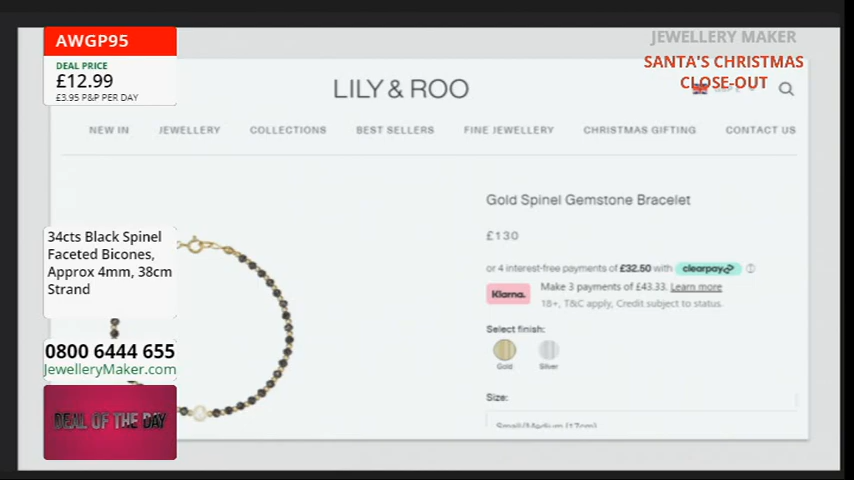 AWGP95
DEAL PRICE
£12.99
£3.95 P&P PER DAY
JEWELLERY MAKER
SANTA'S CHRISTMAS
CLOSE-OUT
LILY & ROO
NEW IN JEWELLERY COLLECTIONS BEST SELLERS FINE JEWELLERY CHRISTMAS GIFTING CONTACT US
Gold Spinel Gemstone Bracelet
£130
or 4 interest-free payments of £32.50 with clearpay
Klarna. Make 3 payments of £43.33. Learn more
18+, T&C apply, Credit subject to status.
Select finish:
Gold Silver
Size:
Small/Medium (17cm)
34cts Black Spinel
Faceted Bicones,
Approx 4mm, 38cm
Strand
0800 6444 655
JewelleryMaker.com
DEAL OF THE DAY